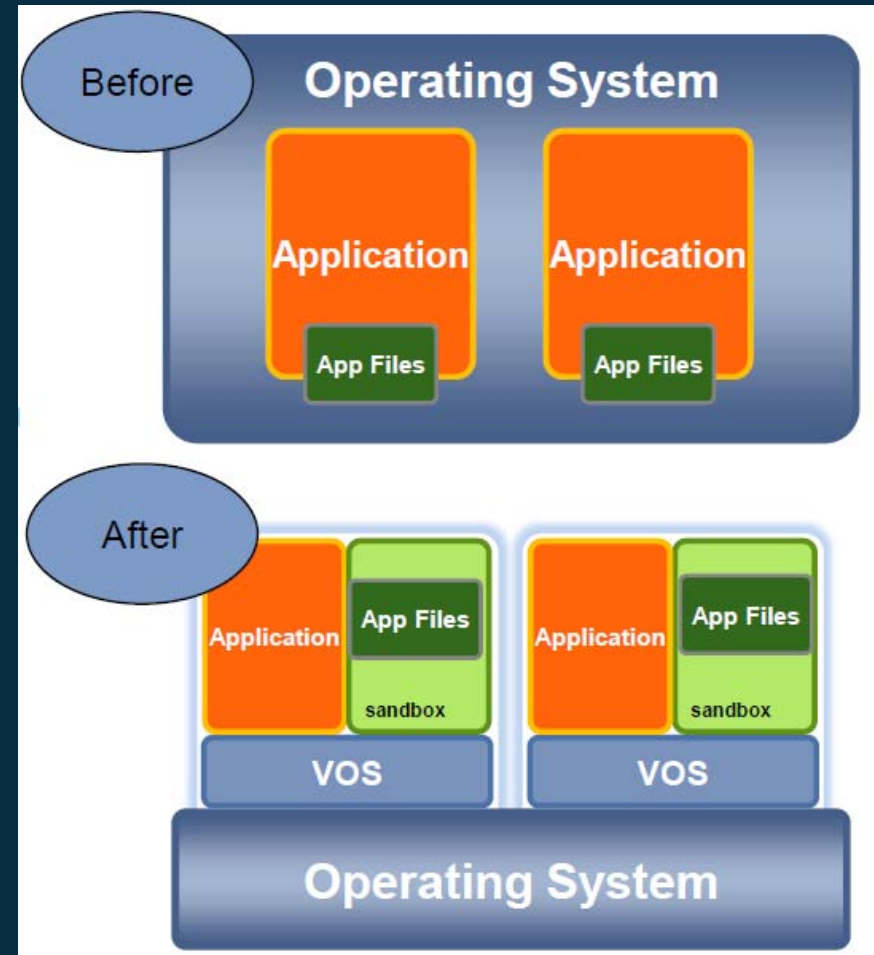 Before
Operating System
Application
Application
App Files
App Files
After
Application
App Files
sandbox
Application
App Files
sandbox
VOS
VOS
Operating System